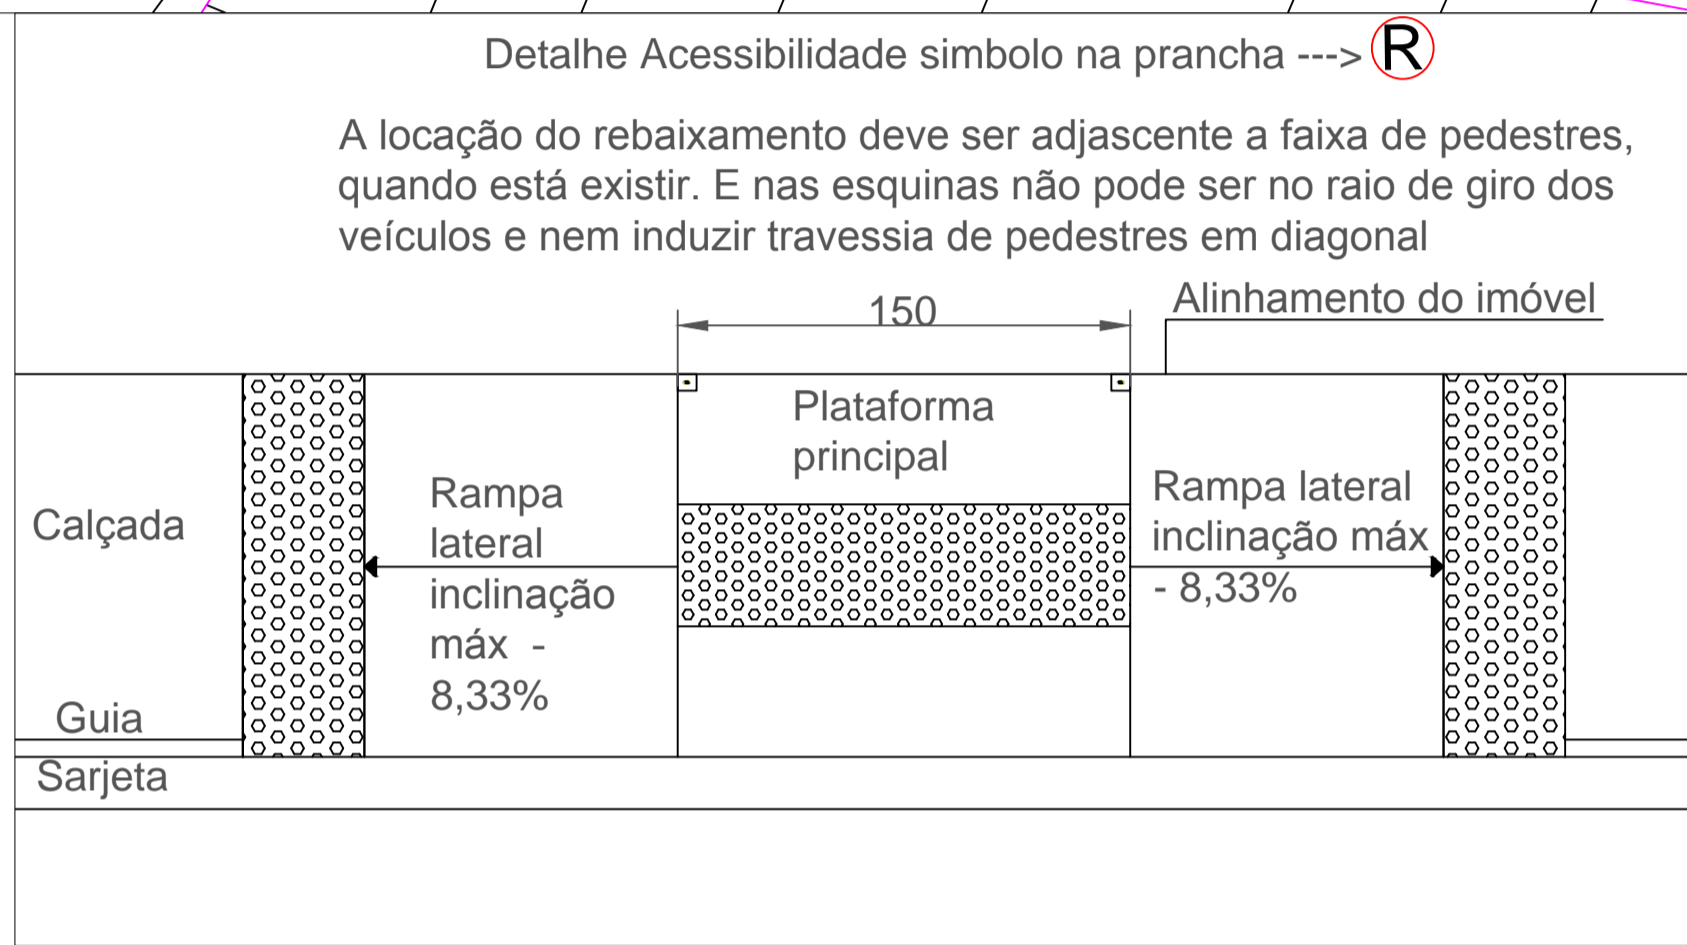 Detalhe Acessibilidade simbolo na prancha ---> R
A locação do rebaixamento deve ser adjascente a faixa de pedestres,
quando está existir. E nas esquinas não pode ser no raio de giro dos
veículos e nem induzir travessia de pedestres em diagonal
150
Alinhamento do imóvel
Plataforma
principal
Calçada
Rampa
lateral
inclinação
máx -
8,33%
Rampa lateral
inclinação máx
- 8,33%
Guia
Sarjeta